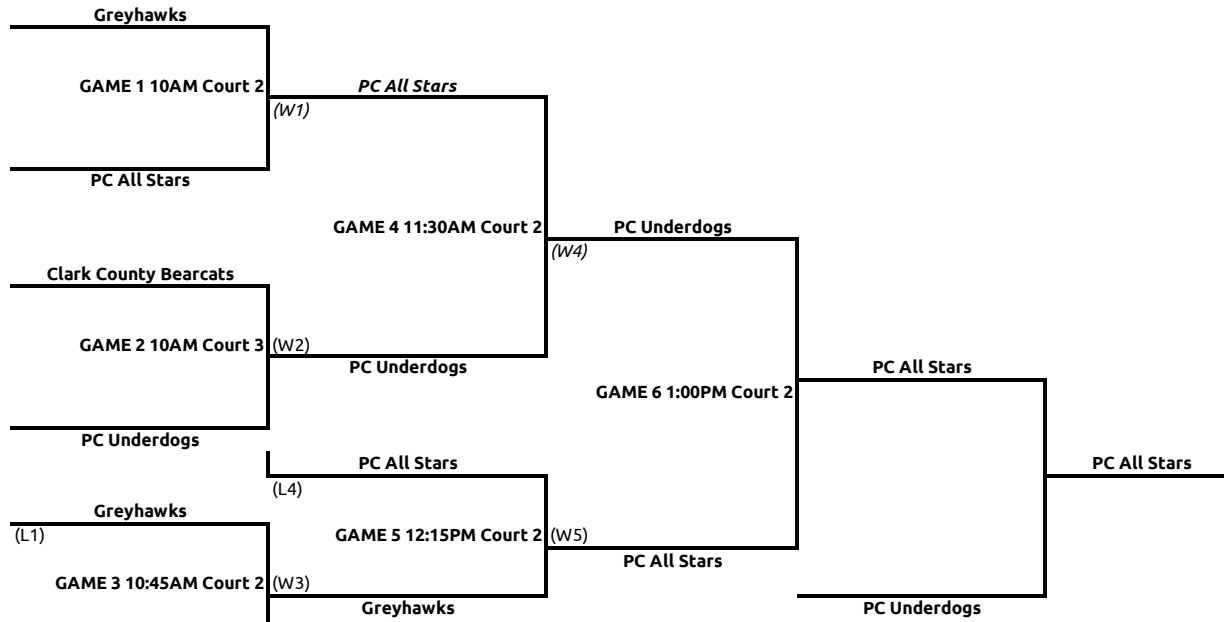 Greyhawks
GAME 1 10AM Court 2
PC All Stars
(W1)
PC All Stars
GAME 4 11:30AM Court 2
PC Underdogs
(W4)
Clark County Bearcats
GAME 2 10AM Court 3
(W2)
PC Underdogs
PC All Stars
GAME 6 1:00PM Court 2
PC Underdogs
PC All Stars
PC All Stars
(L4)
Greyhawks
(L1)
GAME 5 12:15PM Court 2
(W5)
PC All Stars
GAME 3 10:45AM Court 2
(W3)
Greyhawks
PC Underdogs